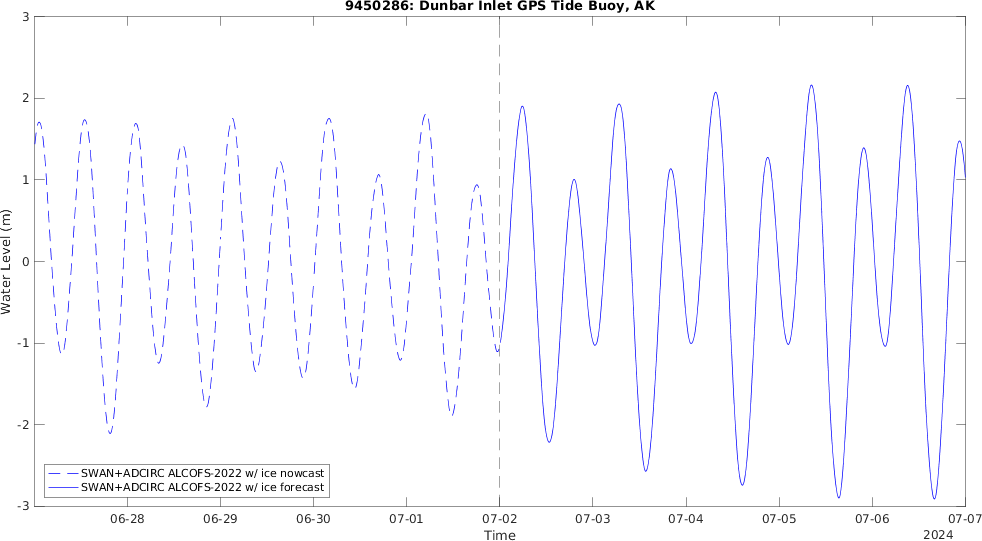 9450286: Dunbar Inlet GPS Tide Buoy, AK
3
2
1
0
-1
-2
-3
Water Level (m)
SWAN+ADCIRC ALCOFS-2022 w/ ice nowcast
SWAN+ADCIRC ALCOFS-2022 w/ ice forecast
06-28 06-29 06-30 07-01 07-02 07-03 07-04 07-05 07-06 07-07
Time
2024